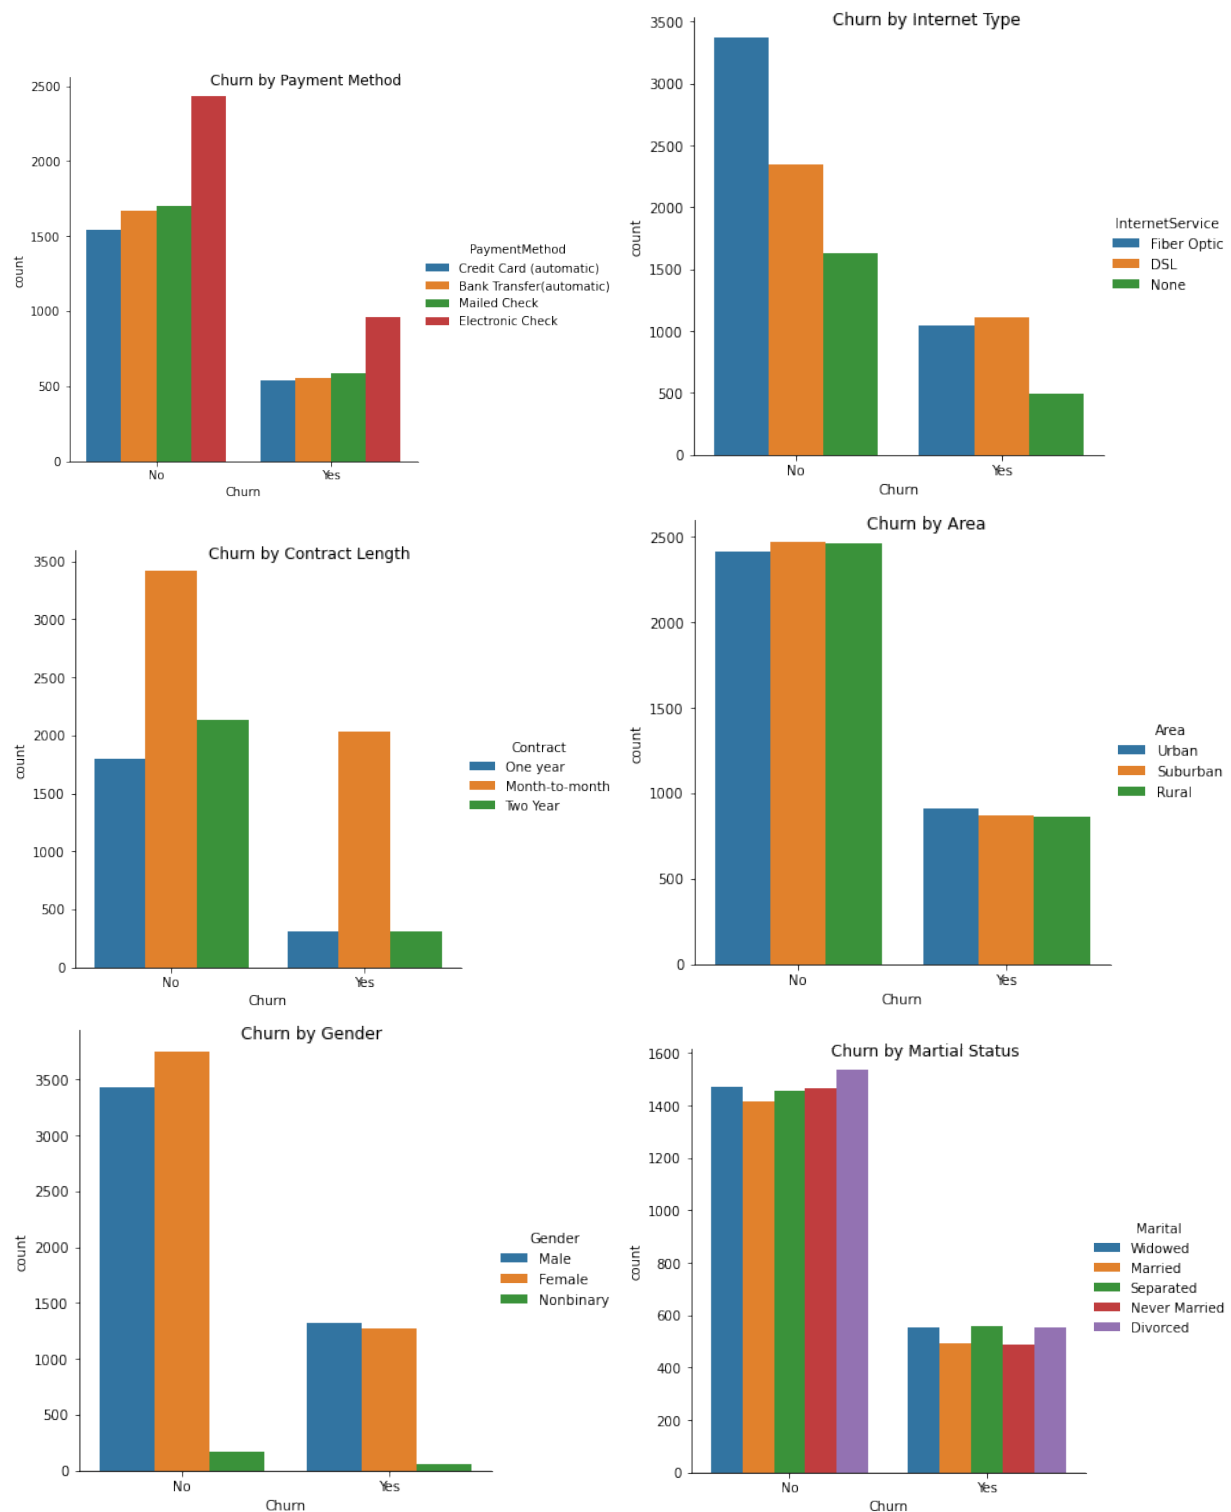 Churn by Payment Method
2500
2000
1500
1000
500
0
count
No
Yes
Churn
PaymentMethod
Credit Card (automatic)
Bank Transfer(automatic)
Mailed Check
Electronic Check
Churn by Internet Type
3500
3000
2500
2000
1500
1000
500
0
count
No
Yes
Churn
InternetService
Fiber Optic
DSL
None
Churn by Contract Length
3500
3000
2500
2000
1500
1000
500
0
count
No
Yes
Churn
Contract
One year
Month-to-month
Two Year
Churn by Area
2500
2000
1500
1000
500
0
count
No
Yes
Churn
Area
Urban
Suburban
Rural
Churn by Gender
3500
3000
2500
2000
1500
1000
500
0
count
No
Yes
Churn
Gender
Male
Female
Nonbinary
Churn by Martial Status
1600
1400
1200
1000
800
600
400
200
0
count
No
Yes
Churn
Marital
Widowed
Married
Separated
Never Married
Divorced